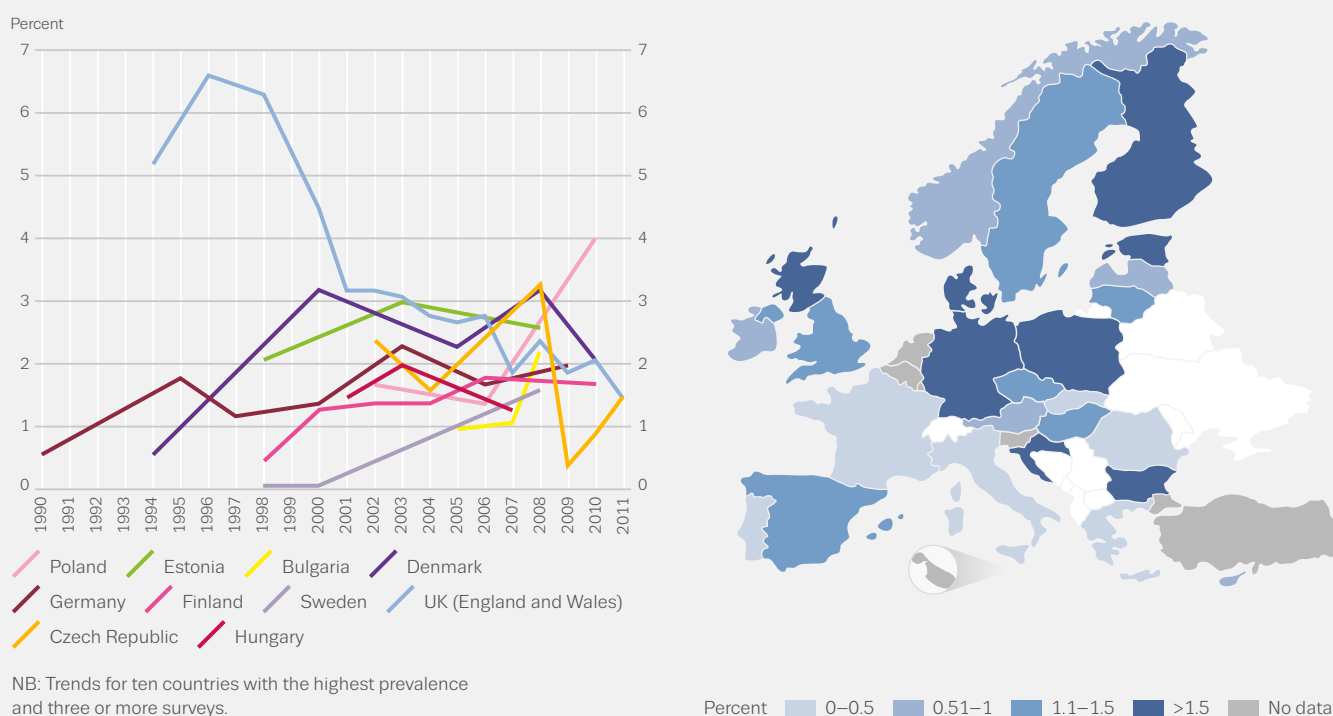 Percent
7 7
6 6
5 5
4 4
3 3
2 2
1 1
0 0
1990 1991 1992 1993 1994 1995 1996 1997 1998 1999 2000 2001 2002 2003 2004 2005 2006 2007 2008 2009 2010 2011
Poland Estonia Bulgaria Denmark
Germany Finland Sweden UK (England and Wales)
Czech Republic Hungary
NB: Trends for ten countries with the highest prevalence
and three or more surveys.
Percent 0–0.5 0.51–1 1.1–1.5 >1.5 No data